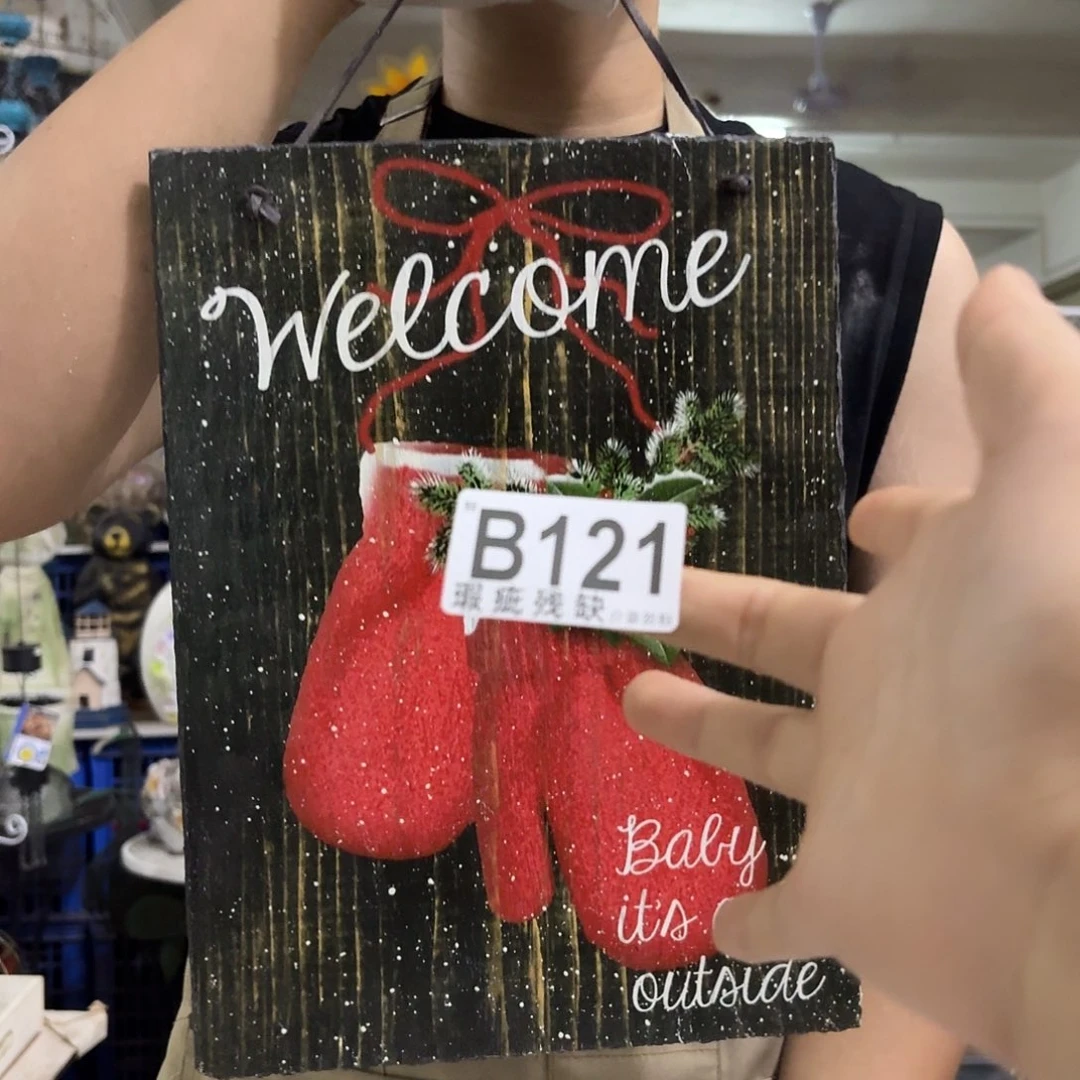 Welcome
B121
瑕疵残缺
Baby
it's
outside